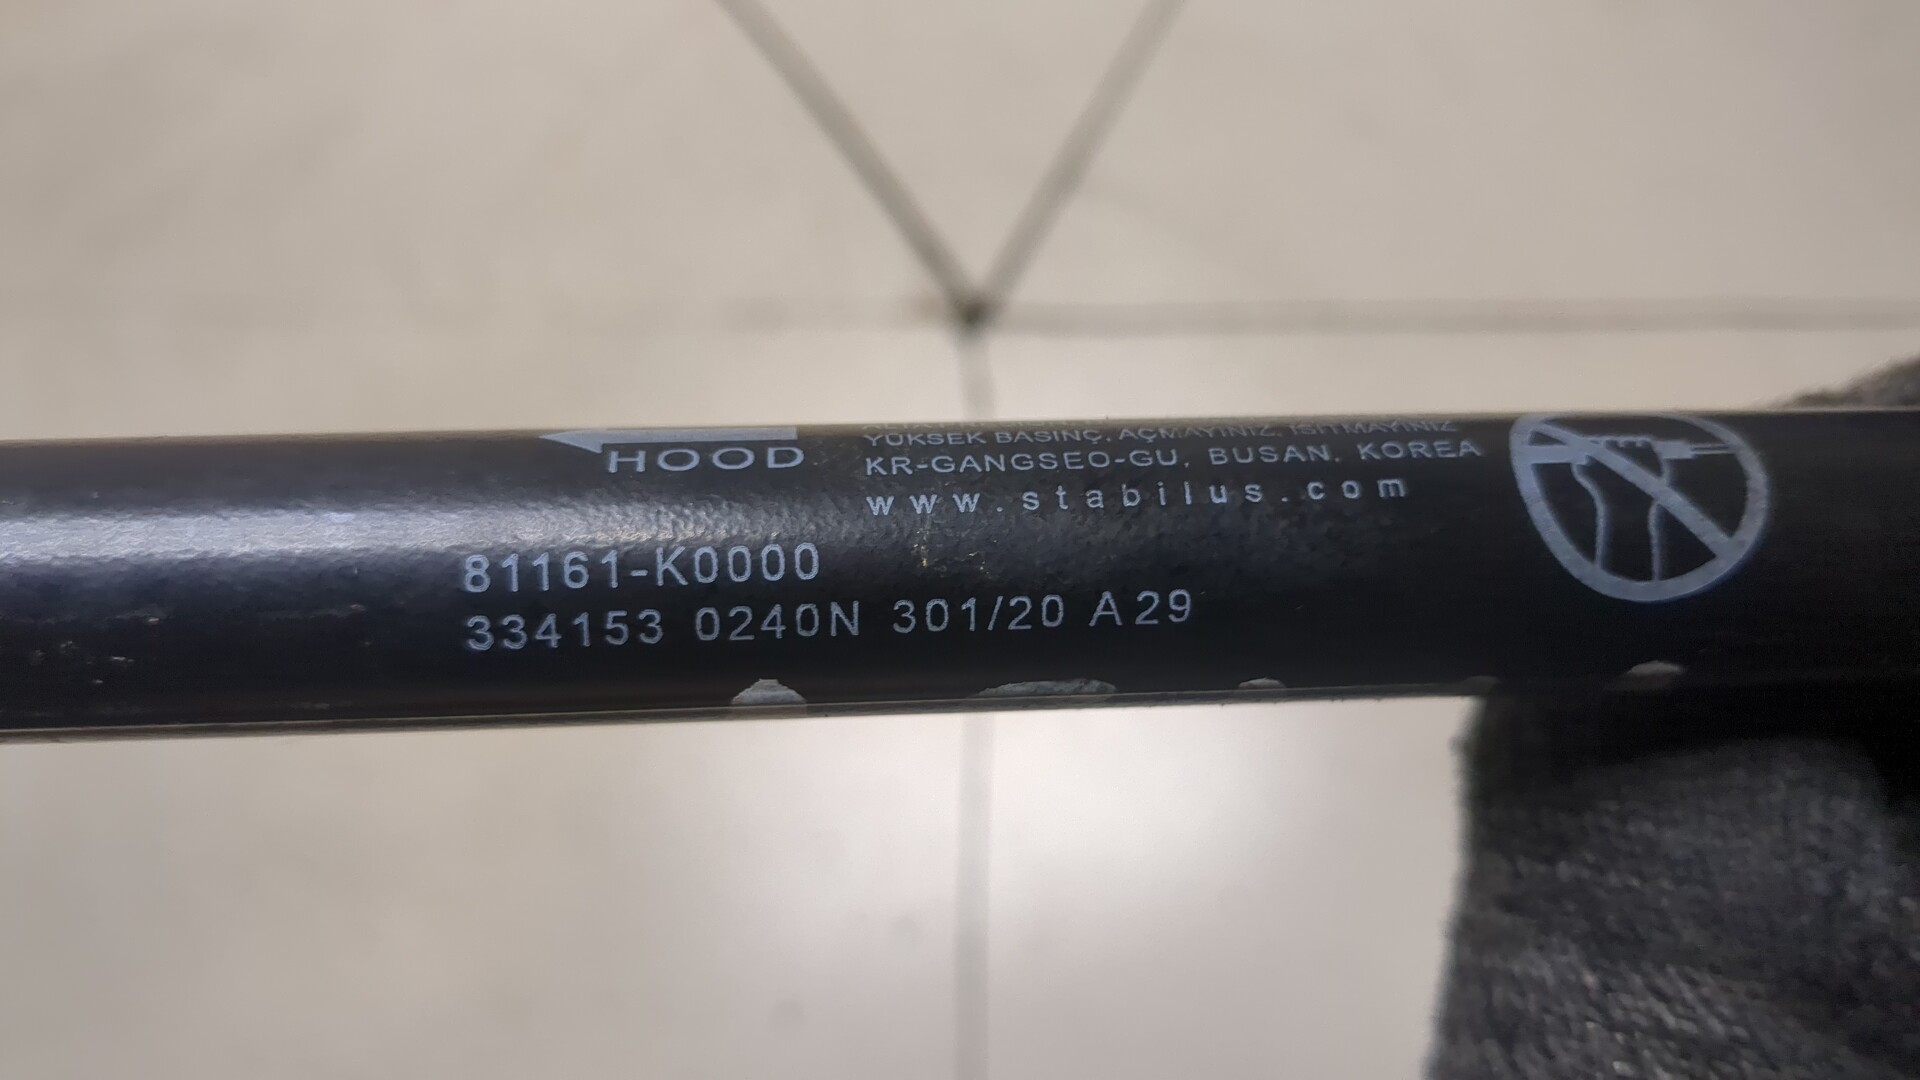 HOOD
YÜKSEK BASINÇ, AÇMAYINIZ, ISITMAYINIZ
KR-GANGSEO-GU, BUSAN, KOREA
www.stabilus.com
81161-K0000
334153 0240N 301/20 A29